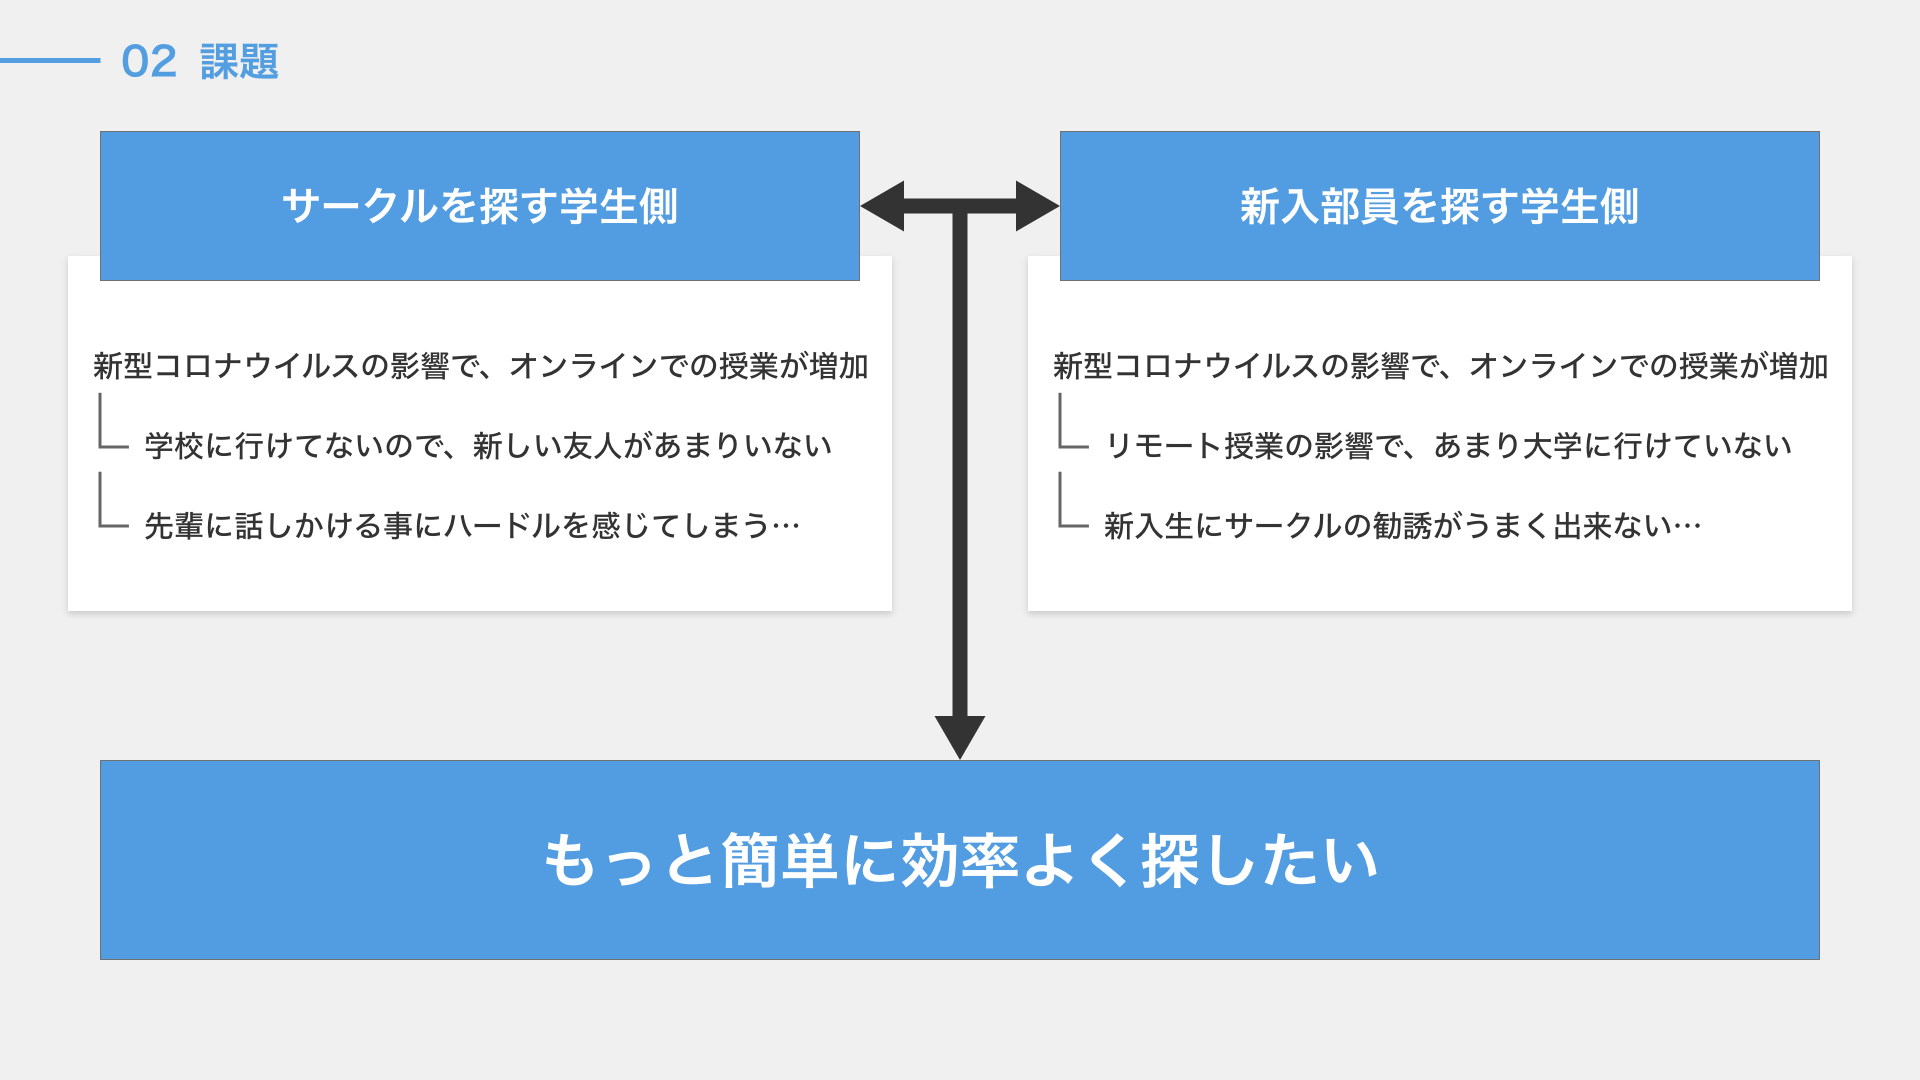 02 課題
サークルを探す学生側
新型コロナウイルスの影響で、オンラインでの授業が増加
学校に行けてないので、新しい友人があまりいない
先輩に話しかける事にハードルを感じてしまう…
新入部員を探す学生側
新型コロナウイルスの影響で、オンラインでの授業が増加
リモート授業の影響で、あまり大学に行けていない
新入生にサークルの勧誘がうまく出来ない…
もっと簡単に効率よく探したい